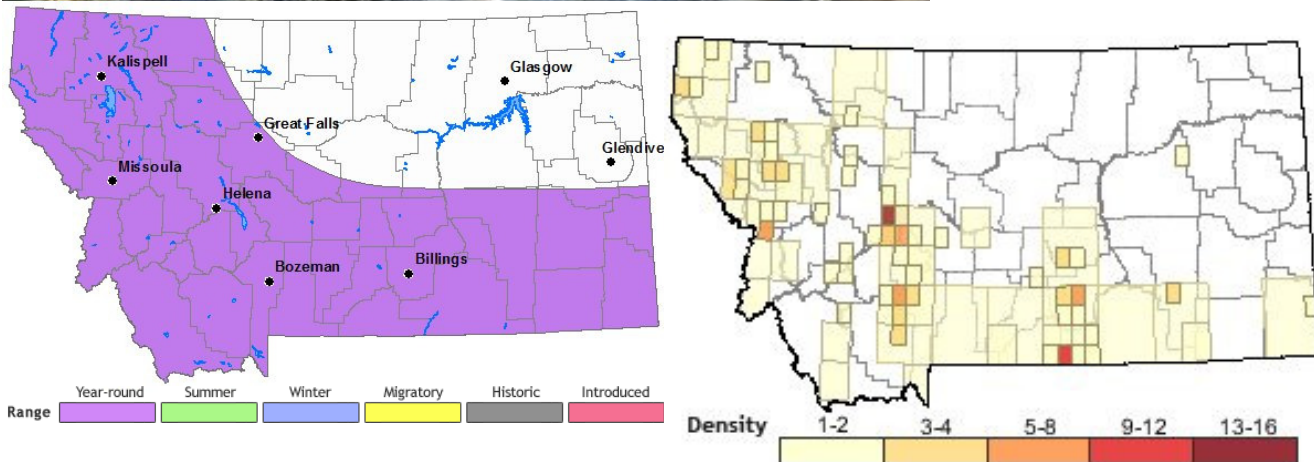 Kalispell
Glasgow
Great Falls
Glendive
Missoula
Helena
Bozeman
Billings
Range Year-round Summer Winter Migratory Historic Introduced
Density 1-2 3-4 5-8 9-12 13-16